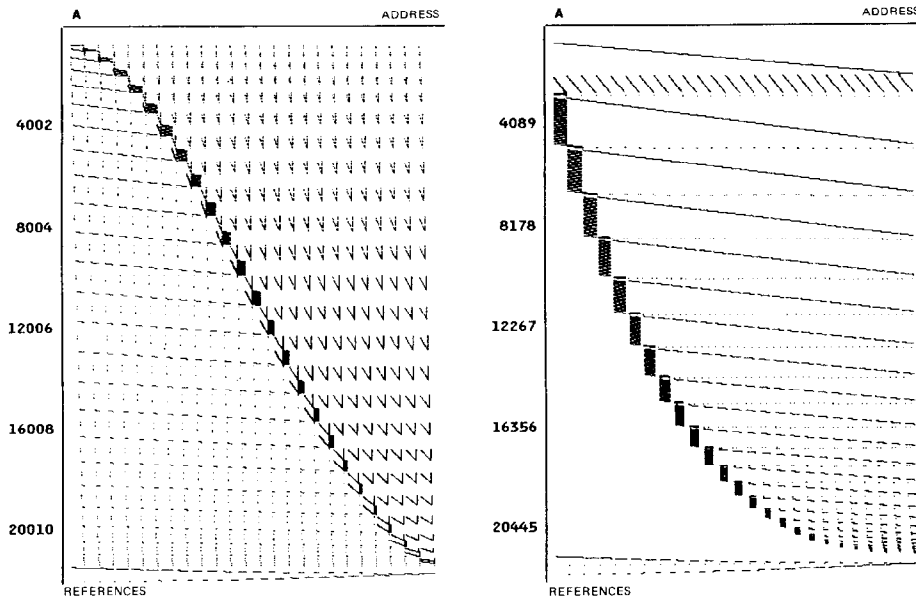 A ADDRESS
4002
8004
12006
16008
20010
REFERENCES
A ADDRESS
4089
8178
12267
16356
20445
REFERENCES